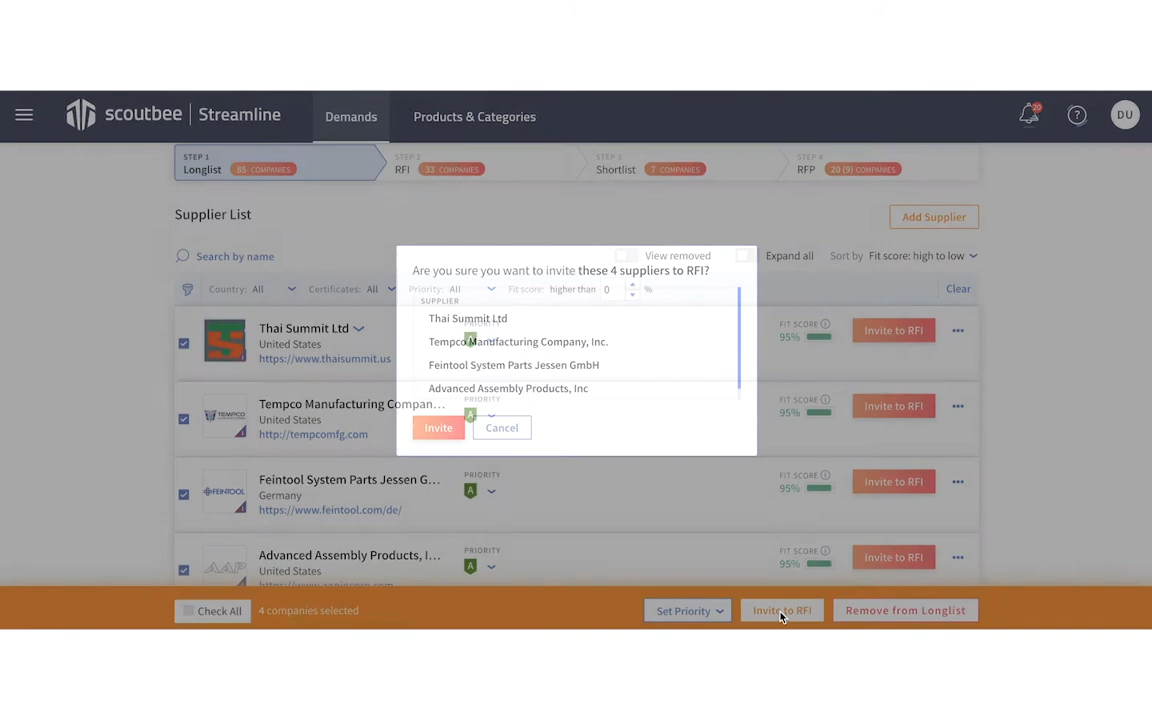 scoutbee | Streamline
Demands
Products & Categories
20
?
DU
STEP 1
Longlist 85 COMPANIES
STEP 2
RFI 33 COMPANIES
STEP 3
Shortlist 7 COMPANIES
STEP 4
RFP 20 (9) COMPANIES
Supplier List
Add Supplier
Search by name
View removed
Expand all
Sort by Fit score: high to low
Are you sure you want to invite these 4 suppliers to RFI?
Country: All
Certificates: All
Priority: All
Fit score: higher than 0 %
Clear
SUPPLIER
Thai Summit Ltd
Tempco Manufacturing Company, Inc.
Feintool System Parts Jessen GmbH
Advanced Assembly Products, Inc
Invite
Cancel
Thai Summit Ltd
United States
https://www.thaisummit.us
PRIORITY
A
FIT SCORE
95%
Invite to RFI
TEMPCO
Tempco Manufacturing Compan...
United States
http://tempcomfg.com
PRIORITY
A
FIT SCORE
95%
Invite to RFI
FEINTOOL
Feintool System Parts Jessen G...
Germany
https://www.feintool.com/de/
PRIORITY
A
FIT SCORE
95%
Invite to RFI
AAP
Advanced Assembly Products, I...
United States
PRIORITY
A
FIT SCORE
95%
Invite to RFI
Check All
4 companies selected
Set Priority
Invite to RFI
Remove from Longlist